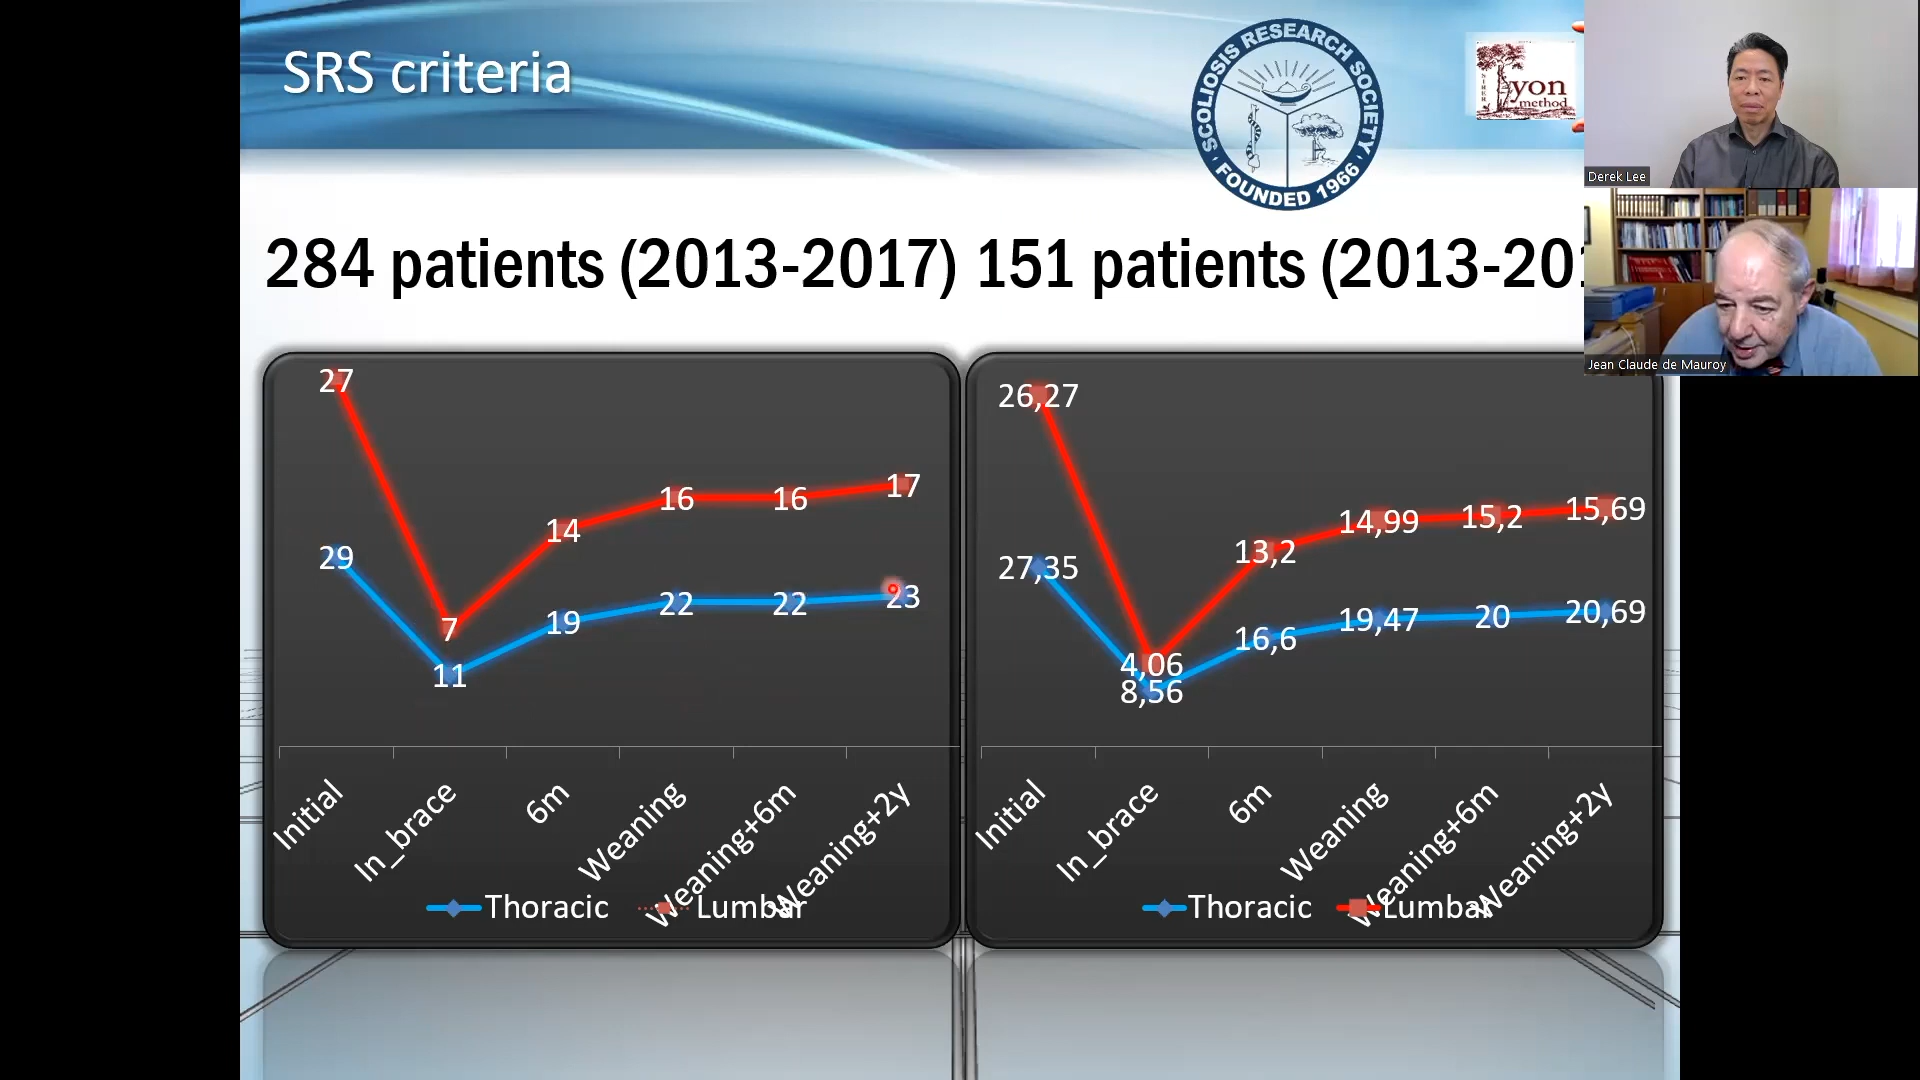 SRS criteria
SCOLIOSIS RESEARCH SOCIETY
FOUNDED 1966
Lyon
method
Derek Lee
Jean Claude de Mauroy
284 patients (2013-2017) 151 patients (2013-20
27
29
7
11
14
19
16
22
16
22
17
23
Initial
In_brace
6m
Weaning
Weaning+6m
Weaning+2y
Thoracic
Lumbar
26,27
27,35
4,06
8,56
13,2
16,6
14,99
19,47
15,2
20
15,69
20,69
Initial
In_brace
6m
Weaning
Weaning+6m
Weaning+2y
Thoracic
Lumbar